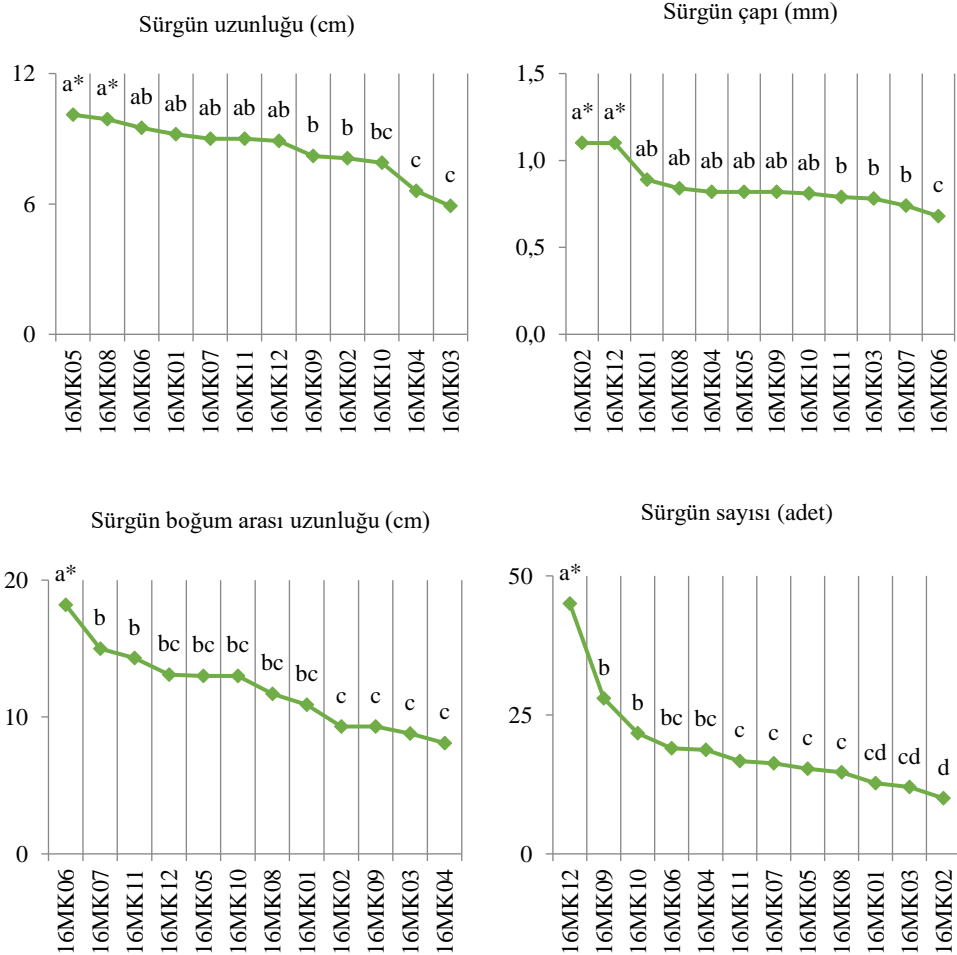 Sürgün uzunluğu (cm)
12
6
0
a* a* ab ab ab ab ab b b bc c c
16MK05 16MK08 16MK06 16MK01 16MK07 16MK11 16MK12 16MK09 16MK02 16MK10 16MK04 16MK03
Sürgün çapı (mm)
1,5
1,0
0,5
0,0
a* a* ab ab ab ab ab ab b b b c
16MK02 16MK12 16MK01 16MK08 16MK04 16MK05 16MK09 16MK10 16MK11 16MK03 16MK07 16MK06
Sürgün boğum arası uzunluğu (cm)
20
10
0
a* b b bc bc bc bc bc c c c c
16MK06 16MK07 16MK11 16MK12 16MK05 16MK10 16MK08 16MK01 16MK02 16MK09 16MK03 16MK04
Sürgün sayısı (adet)
50
25
0
a* b b bc bc c c c c cd cd d
16MK12 16MK09 16MK10 16MK06 16MK04 16MK11 16MK07 16MK05 16MK08 16MK01 16MK03 16MK02